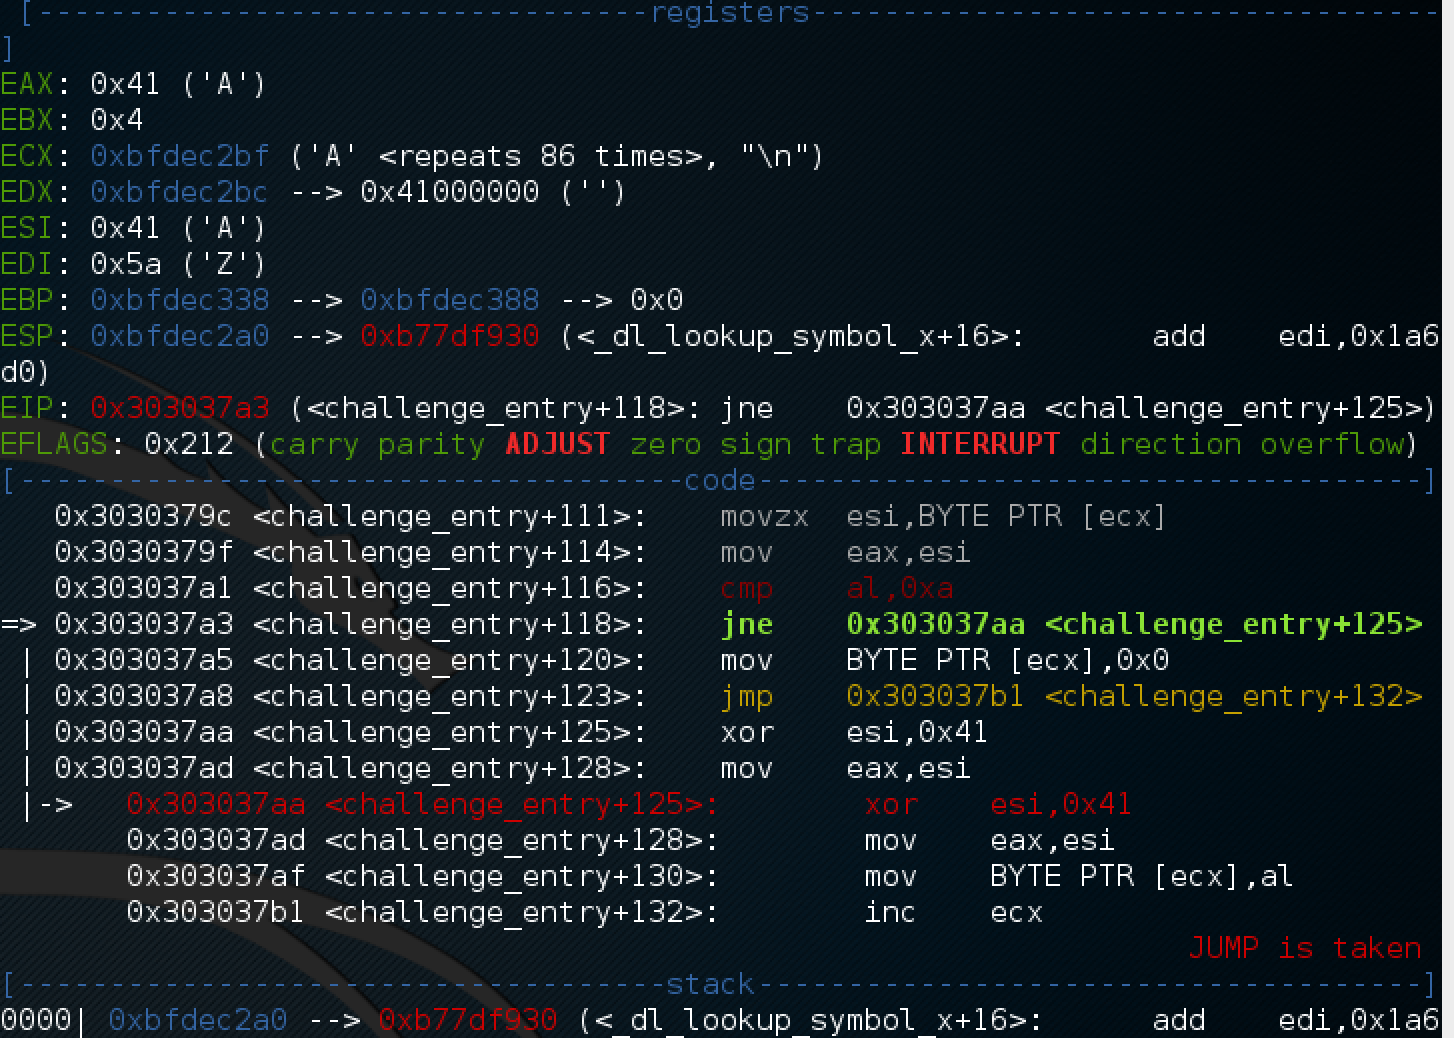 [----------------------------------registers-----------------------------------
]
EAX: 0x41 ('A')
EBX: 0x4
ECX: 0xbfdec2bf ('A' <repeats 86 times>, "\n")
EDX: 0xbfdec2bc --> 0x41000000 ('')
ESI: 0x41 ('A')
EDI: 0x5a ('Z')
EBP: 0xbfdec338 --> 0xbfdec388 --> 0x0
ESP: 0xbfdec2a0 --> 0xb77df930 (<_dl_lookup_symbol_x+16>:       add    edi,0x1a6
d0)
EIP: 0x303037a3 (<challenge_entry+118>: jne    0x303037aa <challenge_entry+125>)
EFLAGS: 0x212 (carry parity ADJUST zero sign trap INTERRUPT direction overflow)
[-------------------------------------code-------------------------------------]
   0x3030379c <challenge_entry+111>:    movzx  esi,BYTE PTR [ecx]
   0x3030379f <challenge_entry+114>:    mov    eax,esi
   0x303037a1 <challenge_entry+116>:    cmp    al,0xa
=> 0x303037a3 <challenge_entry+118>:    jne    0x303037aa <challenge_entry+125>
 | 0x303037a5 <challenge_entry+120>:    mov    BYTE PTR [ecx],0x0
 | 0x303037a8 <challenge_entry+123>:    jmp    0x303037b1 <challenge_entry+132>
 | 0x303037aa <challenge_entry+125>:    xor    esi,0x41
 | 0x303037ad <challenge_entry+128>:    mov    eax,esi
 |->   0x303037aa <challenge_entry+125>:        xor    esi,0x41
       0x303037ad <challenge_entry+128>:        mov    eax,esi
       0x303037af <challenge_entry+130>:        mov    BYTE PTR [ecx],al
       0x303037b1 <challenge_entry+132>:        inc    ecx
                                                                  JUMP is taken
[------------------------------------stack-------------------------------------]
0000| 0xbfdec2a0 --> 0xb77df930 (<_dl_lookup_symbol_x+16>:      add    edi,0x1a6